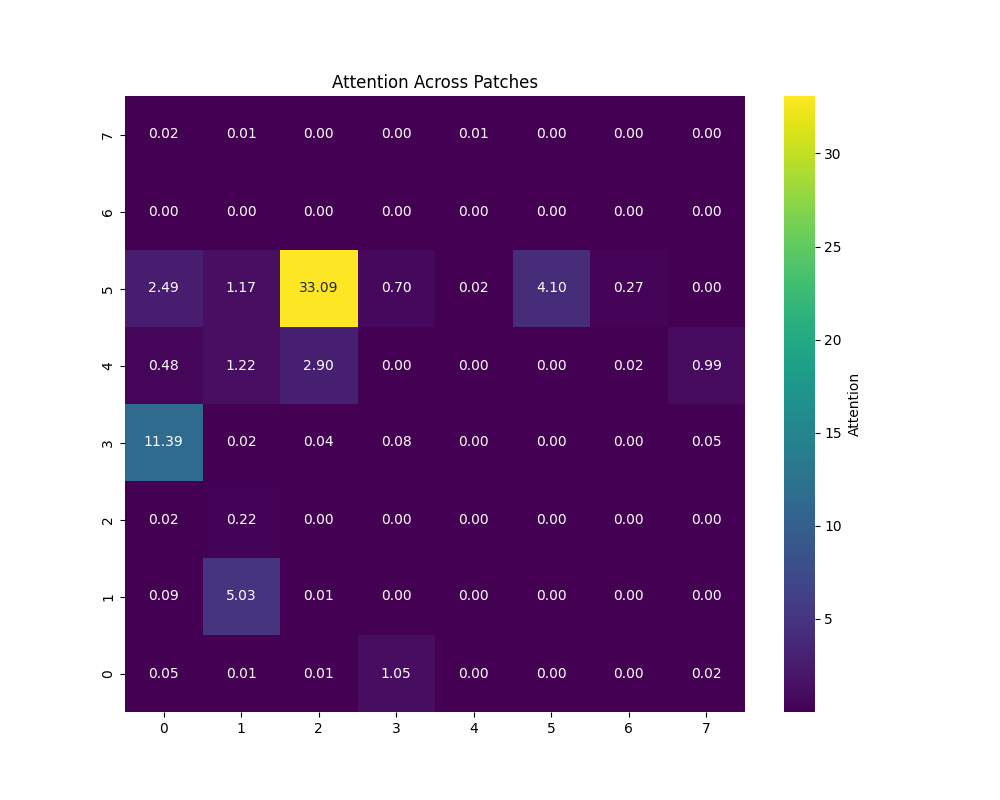 Attention Across Patches
7 0.02 0.01 0.00 0.00 0.01 0.00 0.00 0.00
30
6 0.00 0.00 0.00 0.00 0.00 0.00 0.00 0.00
25
5 2.49 1.17 33.09 0.70 0.02 4.10 0.27 0.00
20
4 0.48 1.22 2.90 0.00 0.00 0.00 0.02 0.99
Attention
15
3 11.39 0.02 0.04 0.08 0.00 0.00 0.00 0.05
10
2 0.02 0.22 0.00 0.00 0.00 0.00 0.00 0.00
1 0.09 5.03 0.01 0.00 0.00 0.00 0.00 0.00
5
0 0.05 0.01 0.01 1.05 0.00 0.00 0.00 0.02
0 1 2 3 4 5 6 7